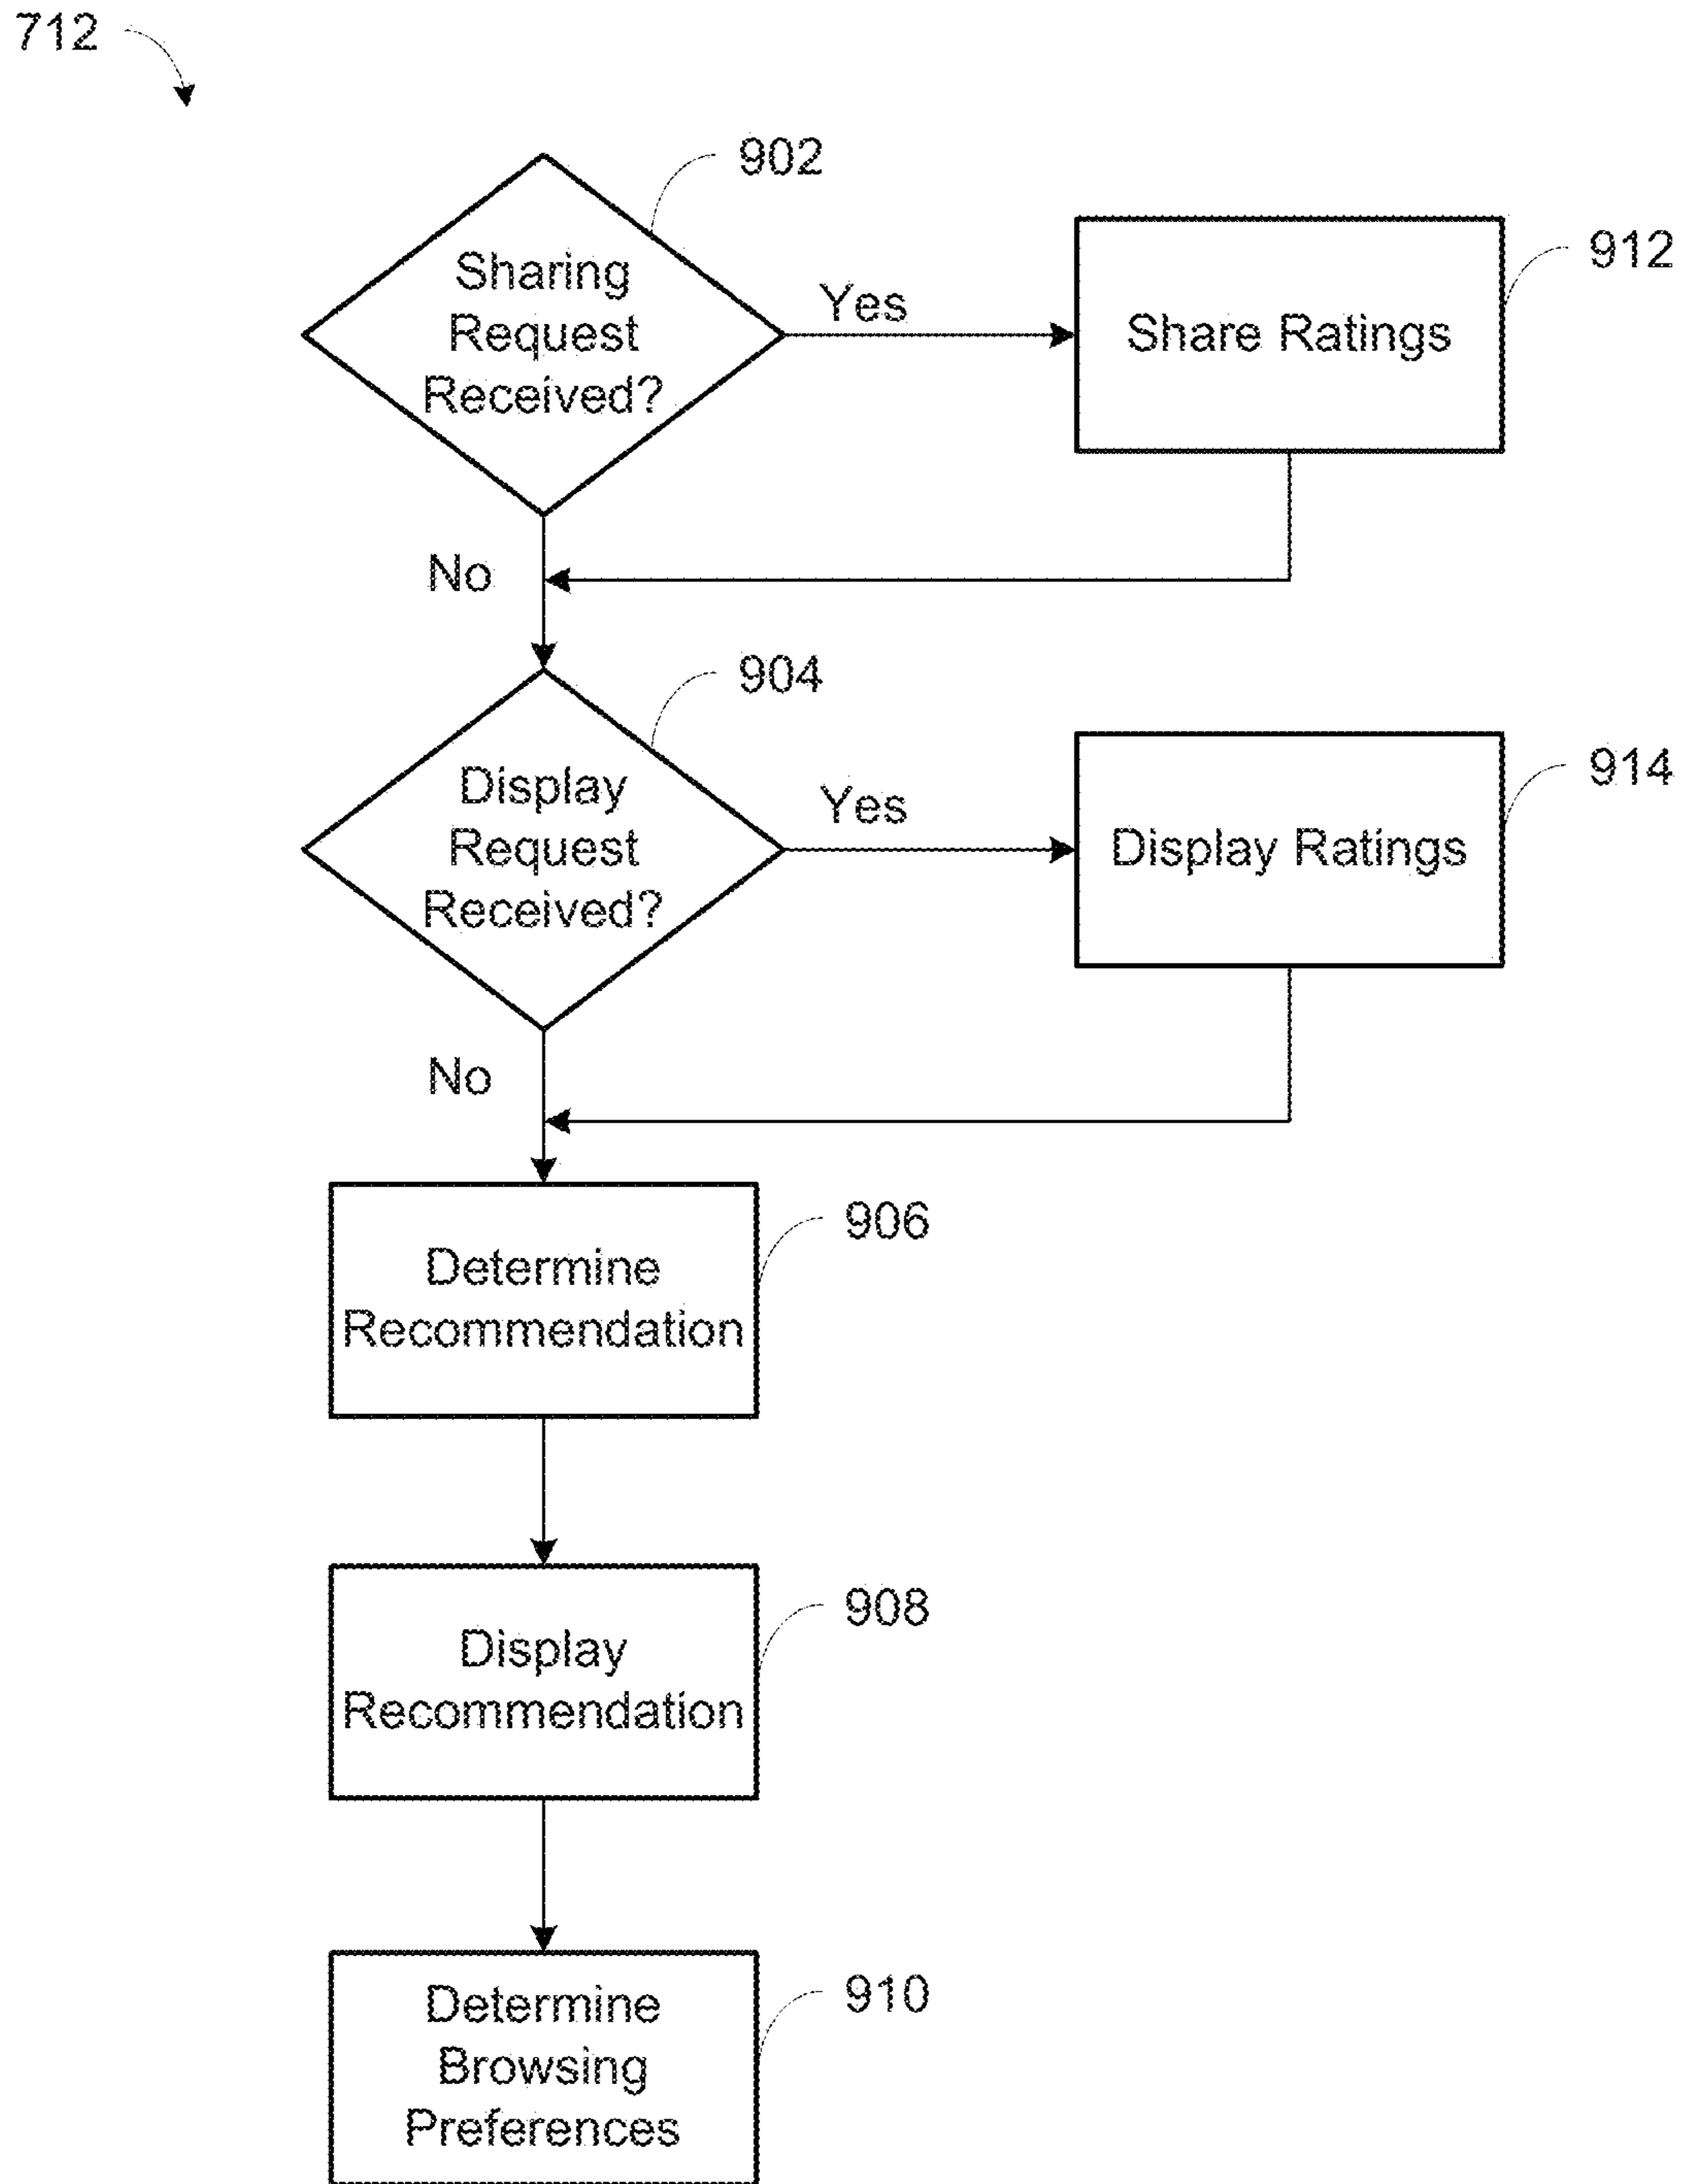 712
902
Sharing
Request
Received?
Yes
912
Share Ratings
No
904
Display
Request
Received?
Yes
914
Display Ratings
No
906
Determine
Recommendation
908
Display
Recommendation
910
Determine
Browsing
Preferences